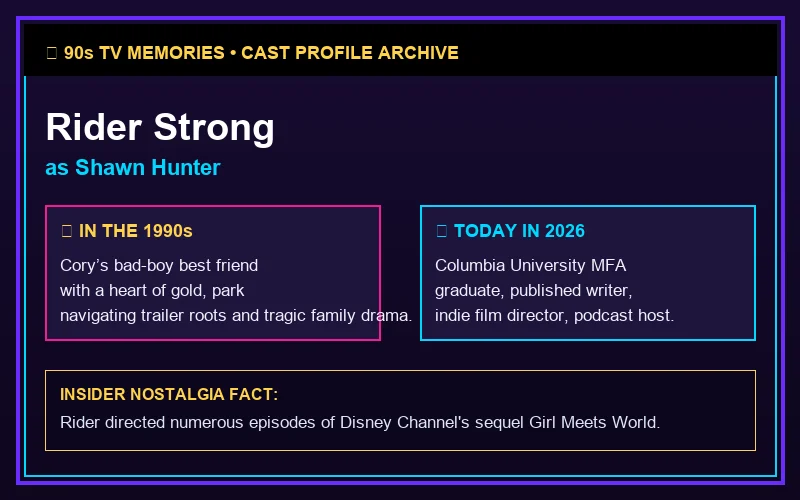 90s TV MEMORIES • CAST PROFILE ARCHIVE
Rider Strong
as Shawn Hunter
IN THE 1990s
Cory’s bad-boy best friend
with a heart of gold, park
navigating trailer roots and tragic family drama.
TODAY IN 2026
Columbia University MFA
graduate, published writer,
indie film director, podcast host.
INSIDER NOSTALGIA FACT:
Rider directed numerous episodes of Disney Channel's sequel Girl Meets World.